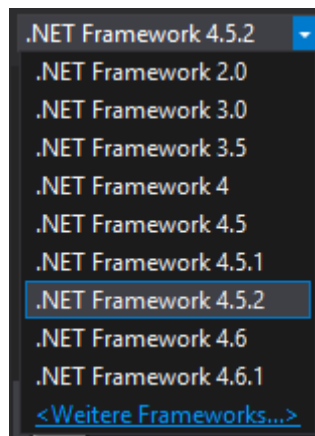 .NET Framework 4.5.2
.NET Framework 2.0
.NET Framework 3.0
.NET Framework 3.5
.NET Framework 4
.NET Framework 4.5
.NET Framework 4.5.1
.NET Framework 4.5.2
.NET Framework 4.6
.NET Framework 4.6.1
<Weitere Frameworks...>